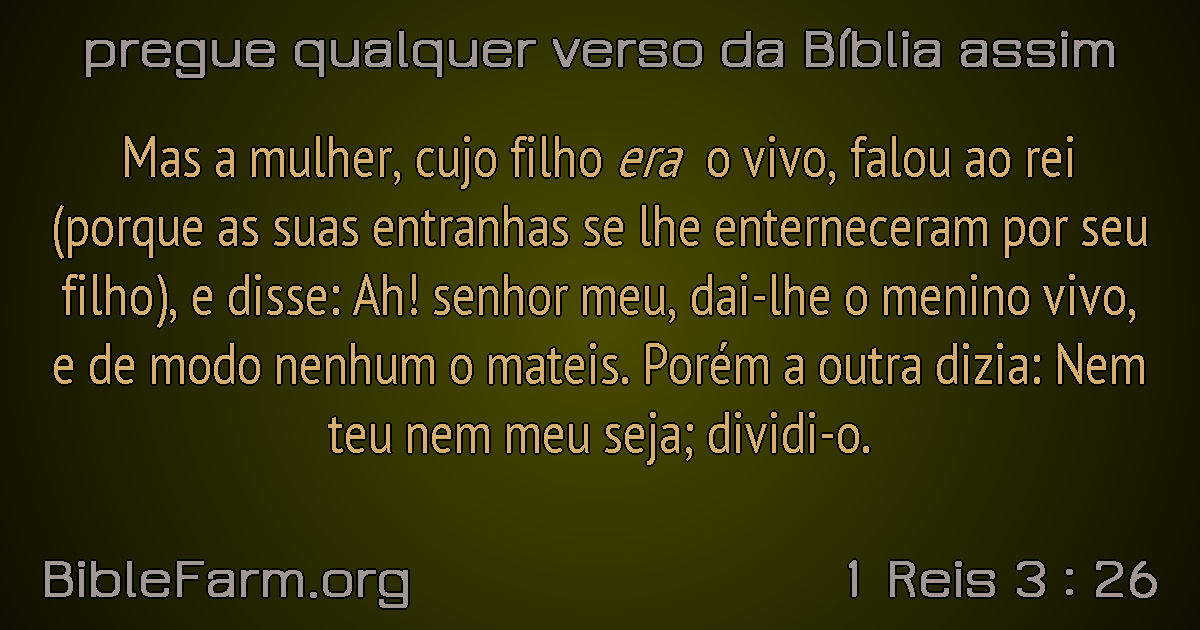 pregue qualquer verso da Bíblia assim
Mas a mulher, cujo filho era o vivo, falou ao rei
(porque as suas entranhas se lhe enterneceram por seu
filho), e disse: Ah! senhor meu, dai-lhe o menino vivo,
e de modo nenhum o mateis. Porém a outra dizia: Nem
teu nem meu seja; dividi-o.
BibleFarm.org
1 Reis 3 : 26